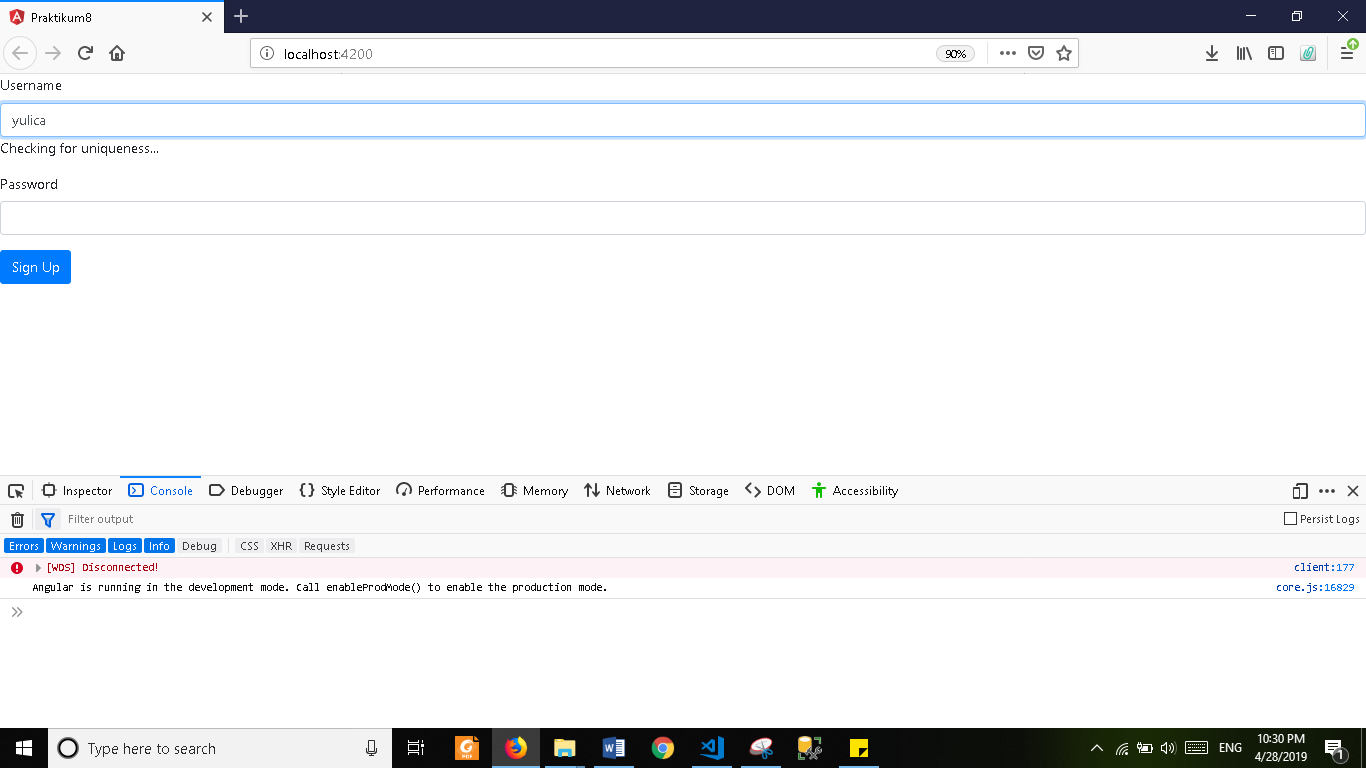 Praktikum8
localhost:4200
90%
Username
yulica
Checking for uniqueness...
Password
Sign Up
Inspector Console Debugger Style Editor Performance Memory Network Storage DOM Accessibility
Filter output
Persist Logs
Errors Warnings Logs Info Debug CSS XHR Requests
[WDS] Disconnected! client:177
Angular is running in the development mode. Call enableProdMode() to enable the production mode. core.js:16829
Type here to search
PDF
ENG
10:30 PM
4/28/2019
1